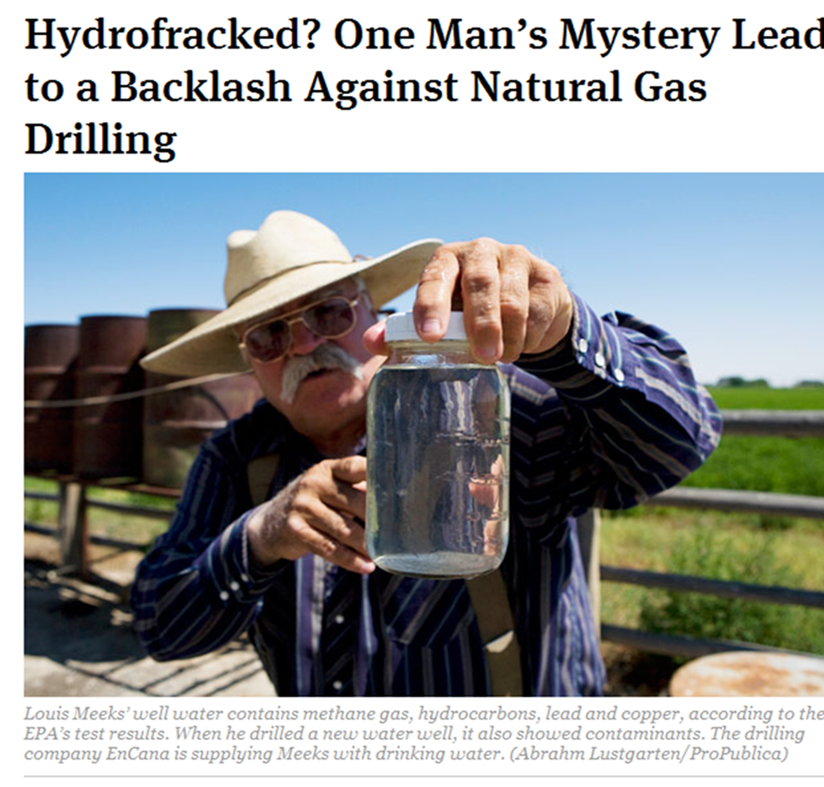 Hydrofracked? One Man’s Mystery Lead
to a Backlash Against Natural Gas
Drilling
Louis Meeks’ well water contains methane gas, hydrocarbons, lead and copper, according to the
EPA’s test results. When he drilled a new water well, it also showed contaminants. The drilling
company EnCana is supplying Meeks with drinking water. (Abrahm Lustgarten/ProPublica)